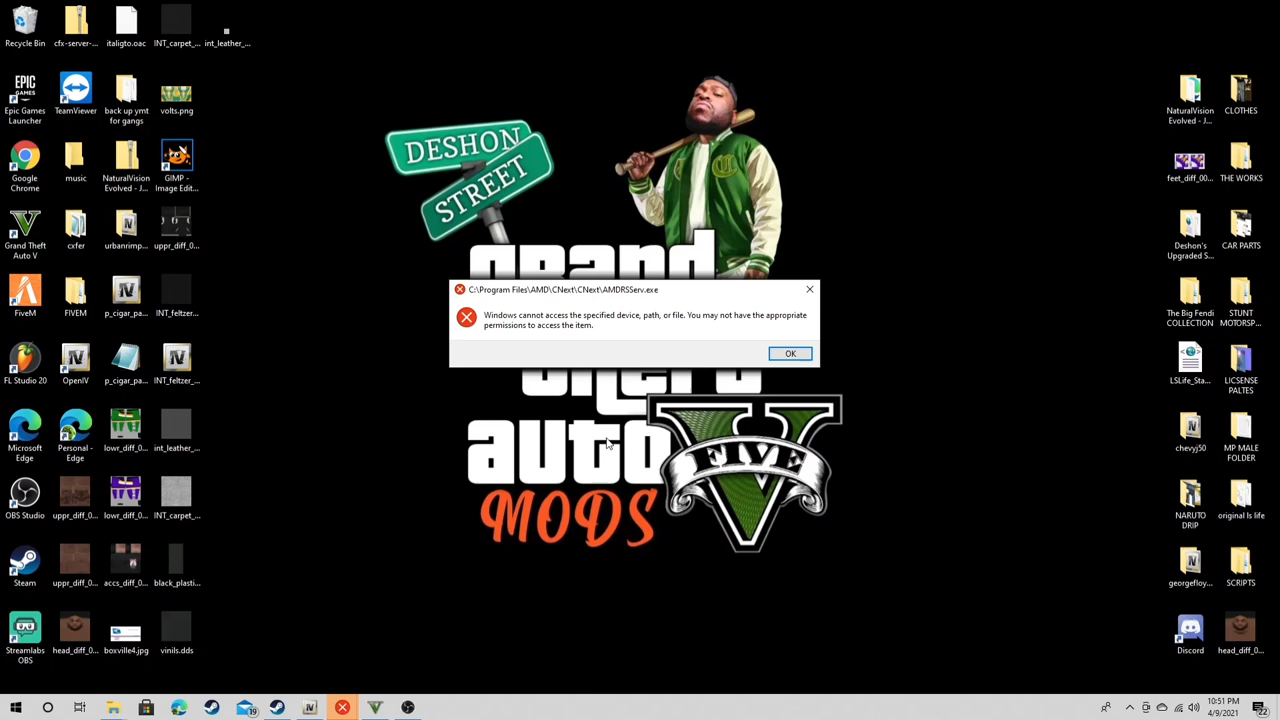 Recycle Bin
cfx-server-...
italigto.oac
INT_carpet_...
int_leather_...
EPIC
GAMES
Epic Games
Launcher
TeamViewer
back up ymt
for gangs
volts.png
Google
Chrome
music
NaturalVision
Evolved - J...
GIMP -
Image Edit...
Grand Theft
Auto V
cxfer
urbanrimp...
uppr_diff_0...
FiveM
FIVEM
p_cigar_pa...
INT_feltzer...
FL Studio 20
OpenIV
p_cigar_pa...
INT_feltzer_...
Microsoft
Edge
Personal -
Edge
lowr_diff_0...
int_leather_...
OBS Studio
uppr_diff_0...
lowr_diff_0...
INT_carpet_...
Steam
uppr_diff_0...
accs_diff_0...
black_plasti...
Streamlabs
OBS
head_diff_0...
boxville4.jpg
vinils.dds
DESHON
STREET
grand
theft
auto
MODS
V
FIVE
C:\Program Files\AMD\CNext\CNext\AMDRSServ.exe
Windows cannot access the specified device, path, or file. You may not have the appropriate
permissions to access the item.
OK
NaturalVision
Evolved - J...
CLOTHES
feet_diff_00...
THE WORKS
Deshon's
Upgraded S...
CAR PARTS
The Big Fendi
COLLECTION
STUNT
MOTORSP...
LSLife_Sta...
LICSENSE
PALTES
chevyj50
MP MALE
FOLDER
NARUTO
DRIP
original ls life
georgefloy...
SCRIPTS
Discord
head_diff_0...
19
10:51 PM
4/9/2021
22